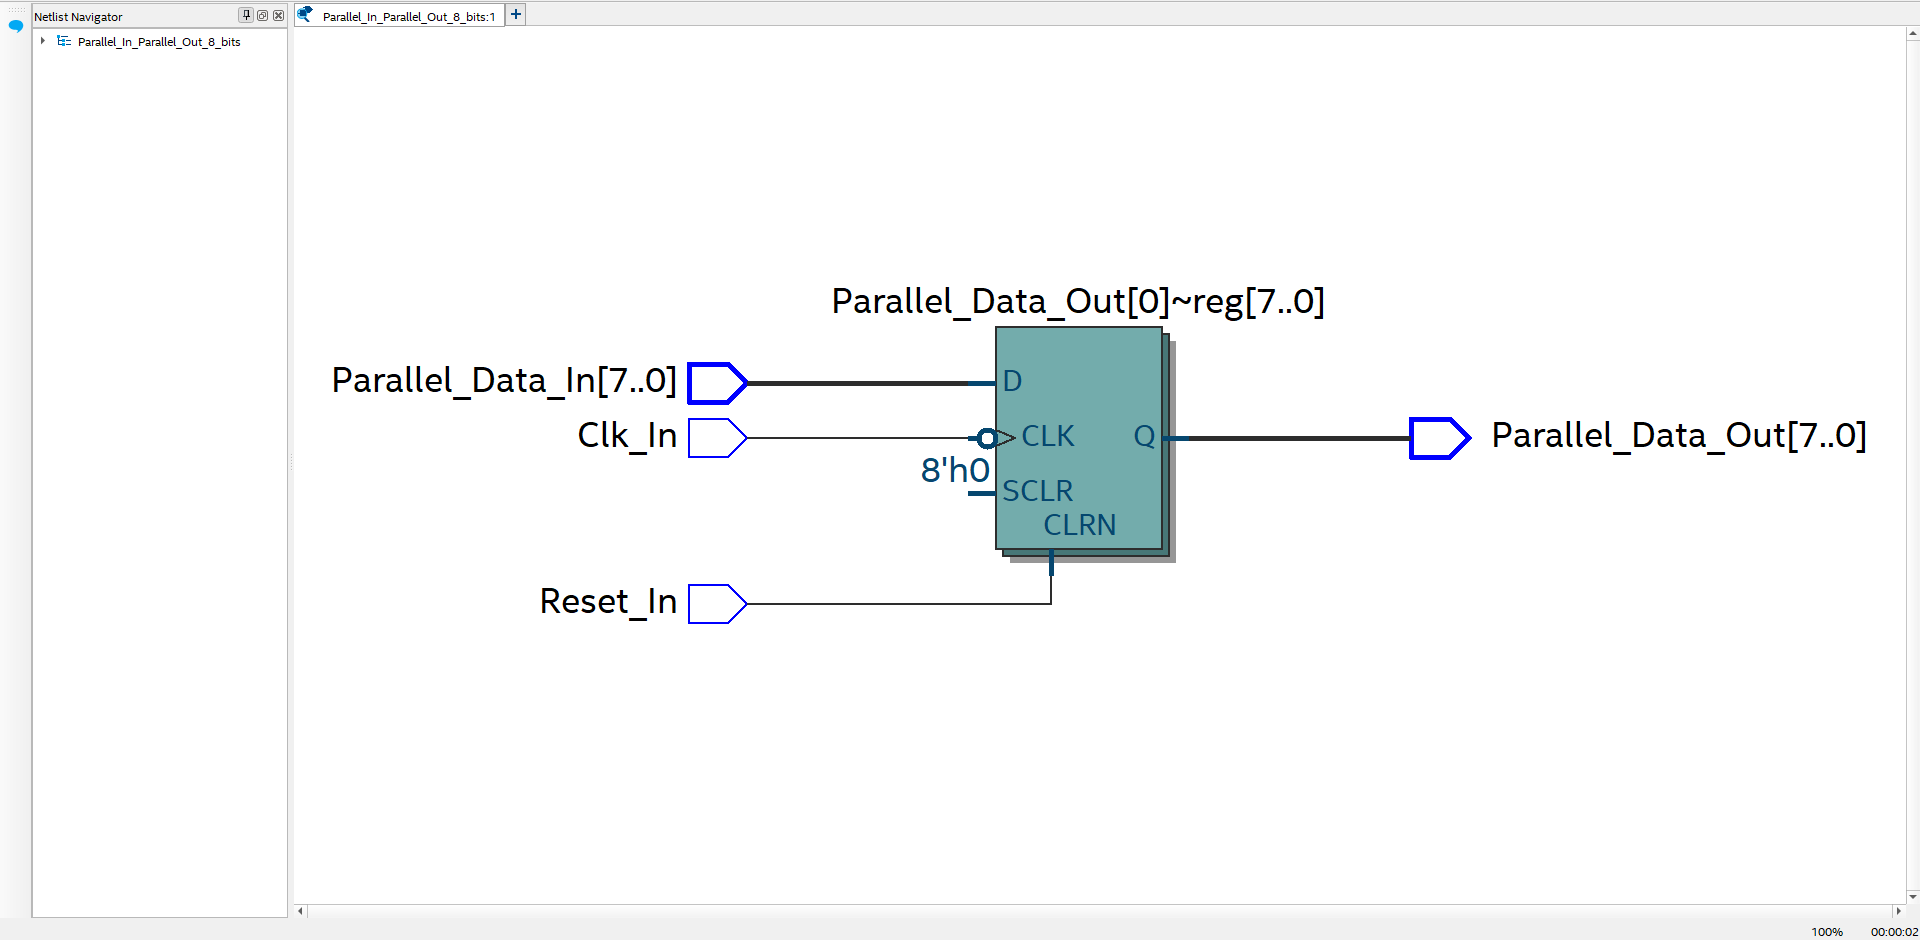 Netlist Navigator
Parallel_In_Parallel_Out_8_bits:1
Parallel_In_Parallel_Out_8_bits
Parallel_Data_Out[0]~reg[7..0]
Parallel_Data_In[7..0]
D
Clk_In
CLK
Q
Parallel_Data_Out[7..0]
8'h0
SCLR
CLRN
Reset_In
100%
00:00:02